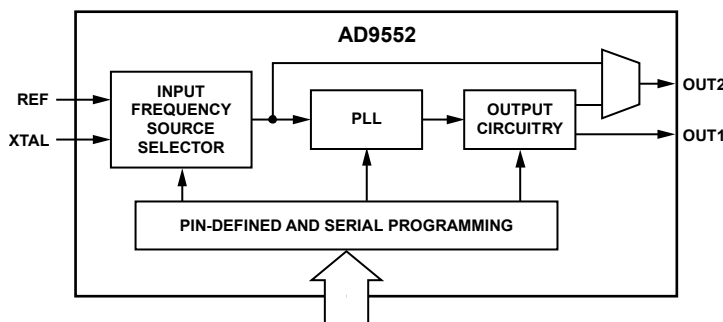 AD9552
REF
XTAL
INPUT
FREQUENCY
SOURCE
SELECTOR
PLL
OUTPUT
CIRCUITRY
OUT2
OUT1
PIN-DEFINED AND SERIAL PROGRAMMING